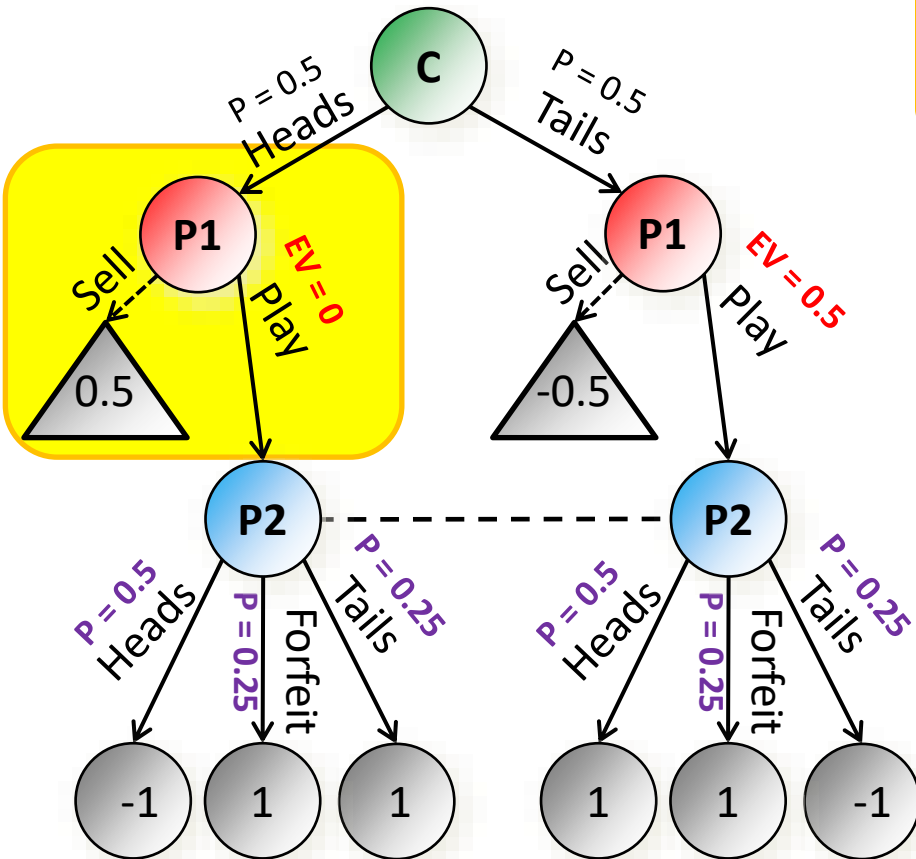 C
P = 0.5
Heads
P = 0.5
Tails
P1
Sell
Play
EV = 0
0.5
P1
Sell
Play
EV = 0.5
-0.5
P2
P2
P = 0.5
Heads
P = 0.25
Forfeit
Tails
P = 0.25
P = 0.5
Heads
P = 0.25
Forfeit
Tails
P = 0.25
-1
1
1
1
1
-1